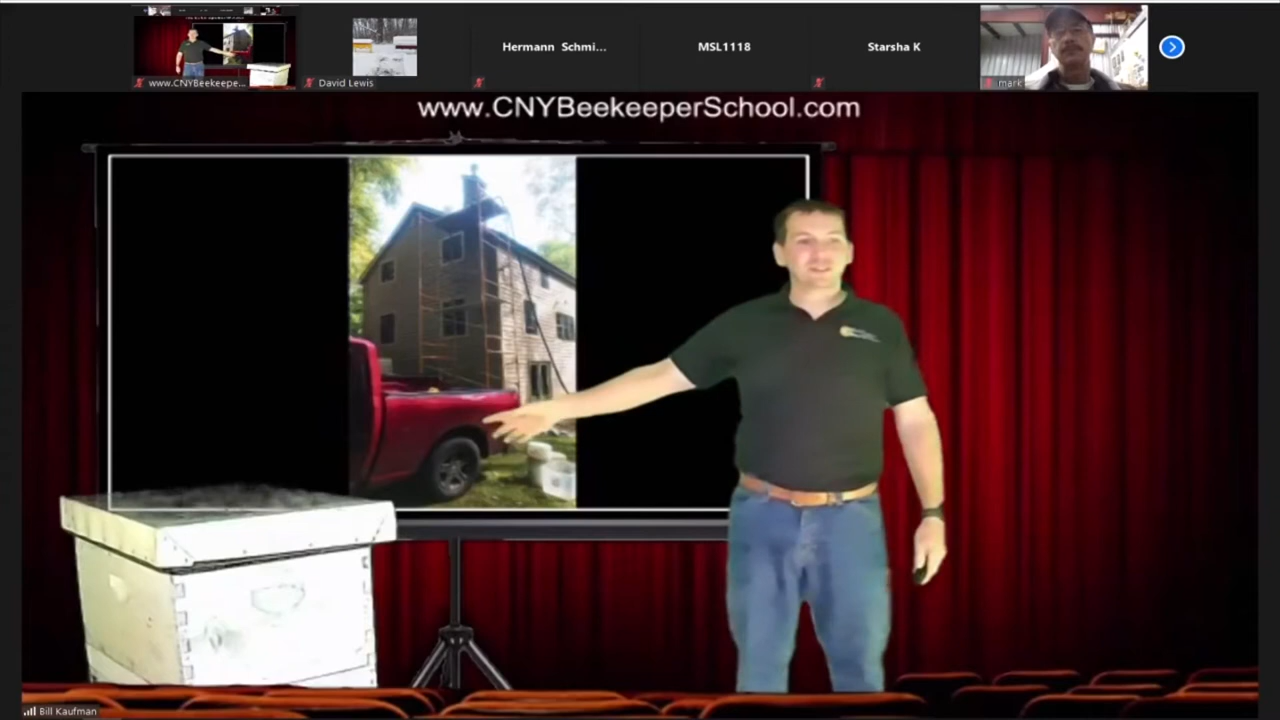 Hermann Schmi...
MSL1118
Starsha K
www.CNYBeekeepe...
David Lewis
mark
www.CNYBeekeeperSchool.com
Bill Kaufman